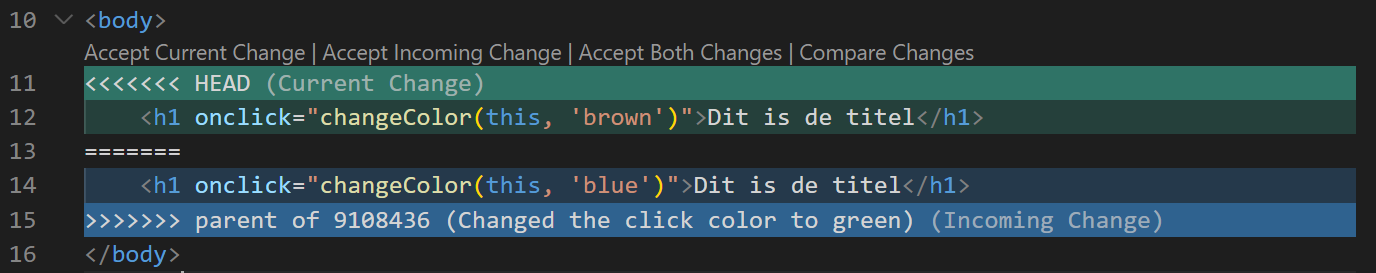 10 <body>
Accept Current Change | Accept Incoming Change | Accept Both Changes | Compare Changes
11 <<<<<<< HEAD (Current Change)
12     <h1 onclick="changeColor(this, 'brown')">Dit is de titel</h1>
13 =======
14     <h1 onclick="changeColor(this, 'blue')">Dit is de titel</h1>
15 >>>>>>> parent of 9108436 (Changed the click color to green) (Incoming Change)
16 </body>